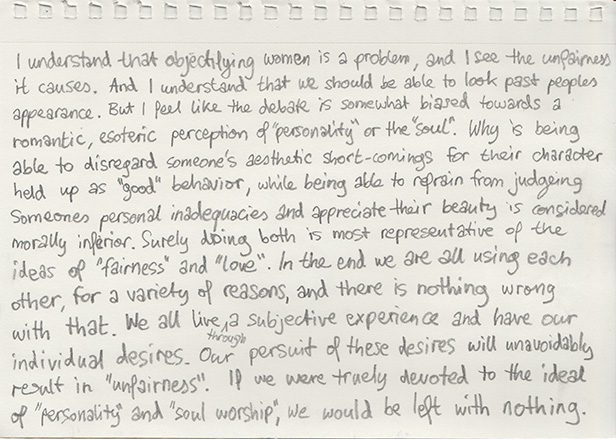 I understand that objectifying women is a problem, and I see the unfairness
it causes. And I understand that we should be able to look past peoples
appearance. But I feel like the debate is somewhat biased towards a
romantic, esoteric perception of "personality" or the "soul". Why is being
able to disregard someone's aesthetic short-comings for their character
held up as "good" behavior, while being able to refrain from judgeing
someones personal inadequacies and appreciate their beauty is considered
morally inferior. Surely doing both is most representative of the
ideas of "fairness" and "love". In the end we are all using each
other, for a variety of reasons, and there is nothing wrong
with that. We all live through a subjective experience and have our
individual desires. Our persuit of these desires will unavoidably
result in "unfairness". If we were truely devoted to the ideal
of "personality" and "soul worship", we would be left with nothing.